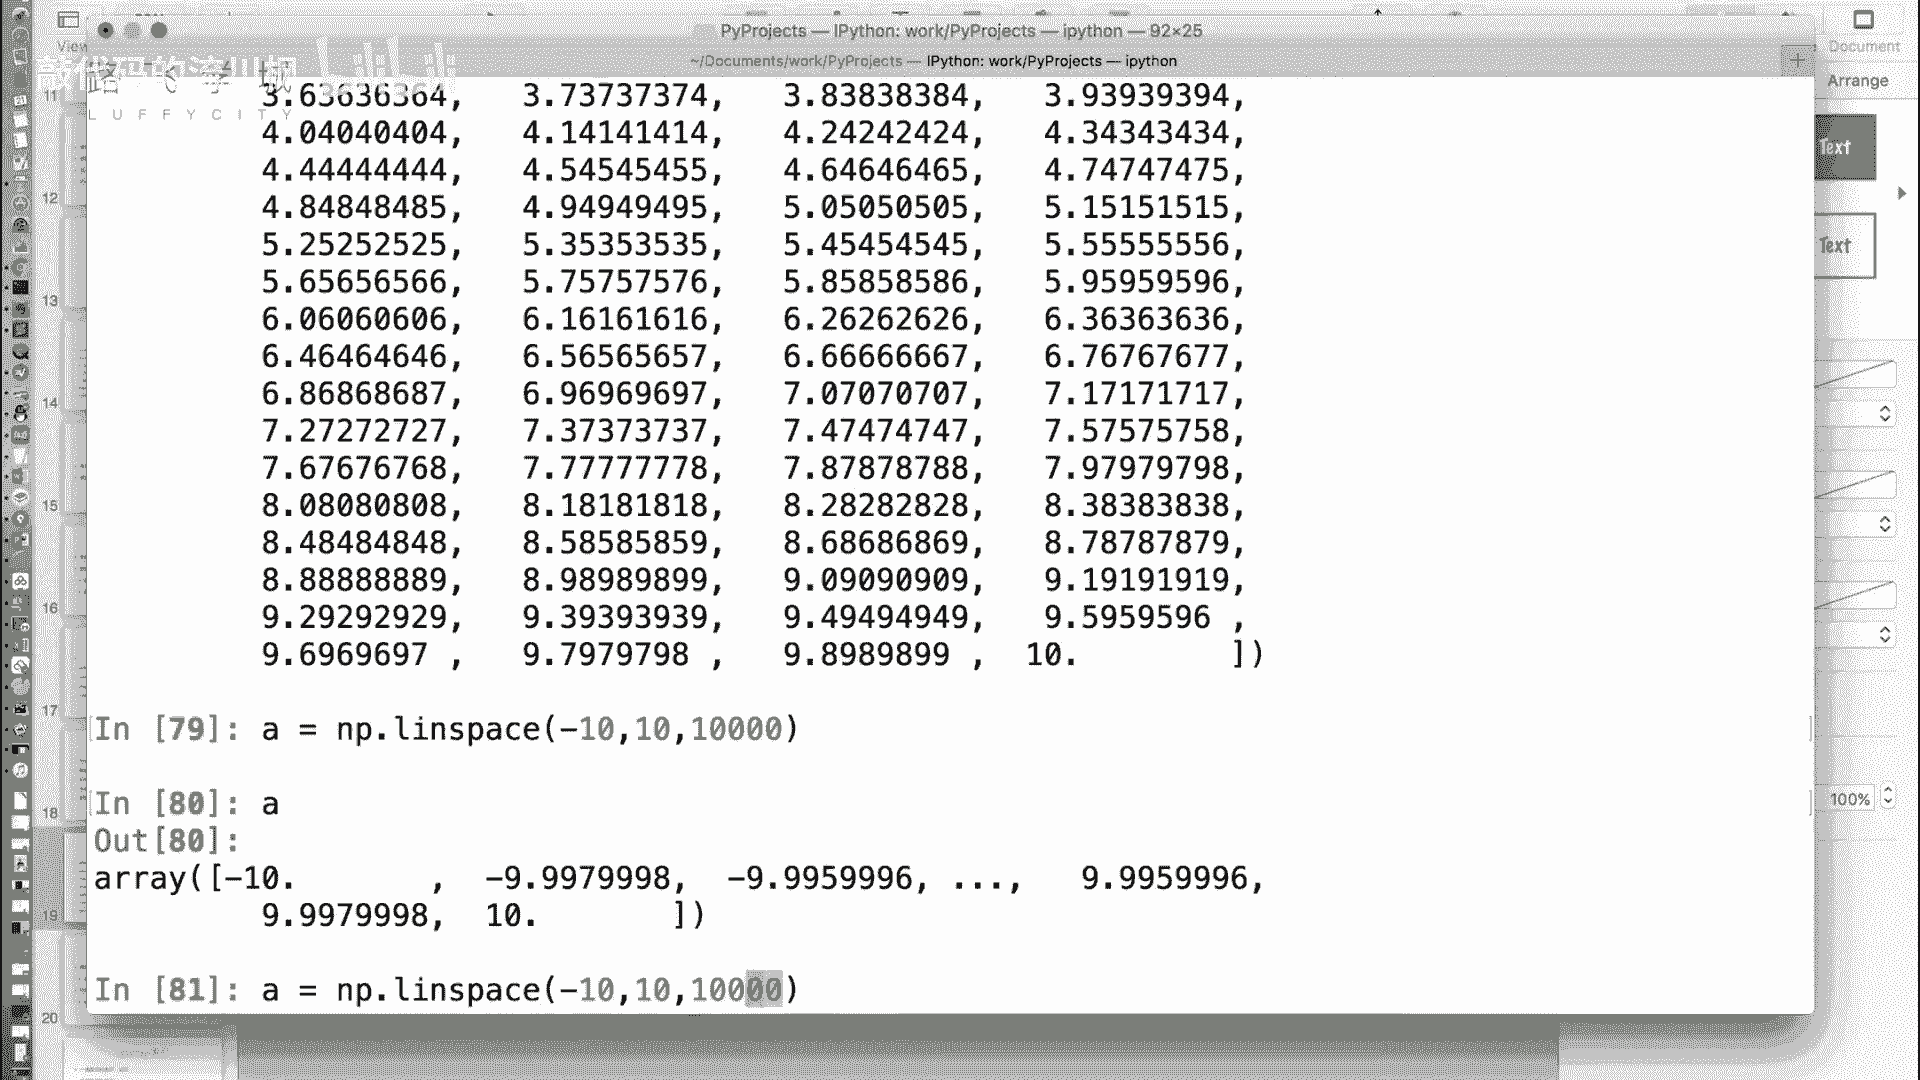 PyProjects — IPython: work/PyProjects — ipython — 92×25
~/Documents/work/PyProjects — IPython: work/PyProjects — ipython
View
Document
Arrange
敲代码的
LUFFYCITY
3.63636364,   3.73737374,   3.83838384,   3.93939394,
4.04040404,   4.14141414,   4.24242424,   4.34343434,
4.44444444,   4.54545455,   4.64646465,   4.74747475,
4.84848485,   4.94949495,   5.05050505,   5.15151515,
5.25252525,   5.35353535,   5.45454545,   5.55555556,
5.65656566,   5.75757576,   5.85858586,   5.95959596,
6.06060606,   6.16161616,   6.26262626,   6.36363636,
6.46464646,   6.56565657,   6.66666667,   6.76767677,
6.86868687,   6.96969697,   7.07070707,   7.17171717,
7.27272727,   7.37373737,   7.47474747,   7.57575758,
7.67676768,   7.77777778,   7.87878788,   7.97979798,
8.08080808,   8.18181818,   8.28282828,   8.38383838,
8.48484848,   8.58585859,   8.68686869,   8.78787879,
8.88888889,   8.98989899,   9.09090909,   9.19191919,
9.29292929,   9.39393939,   9.49494949,   9.5959596 ,
9.6969697 ,   9.7979798 ,   9.8989899 ,  10.        ])
In [79]: a = np.linspace(-10,10,10000)
In [80]: a
Out[80]:
array([-10.       ,  -9.9979998,  -9.9959996, ...,   9.9959996,
9.9979998,  10.       ])
In [81]: a = np.linspace(-10,10,10000)
11
12
13
14
15
16
17
18
19
20
Text
Text
100%